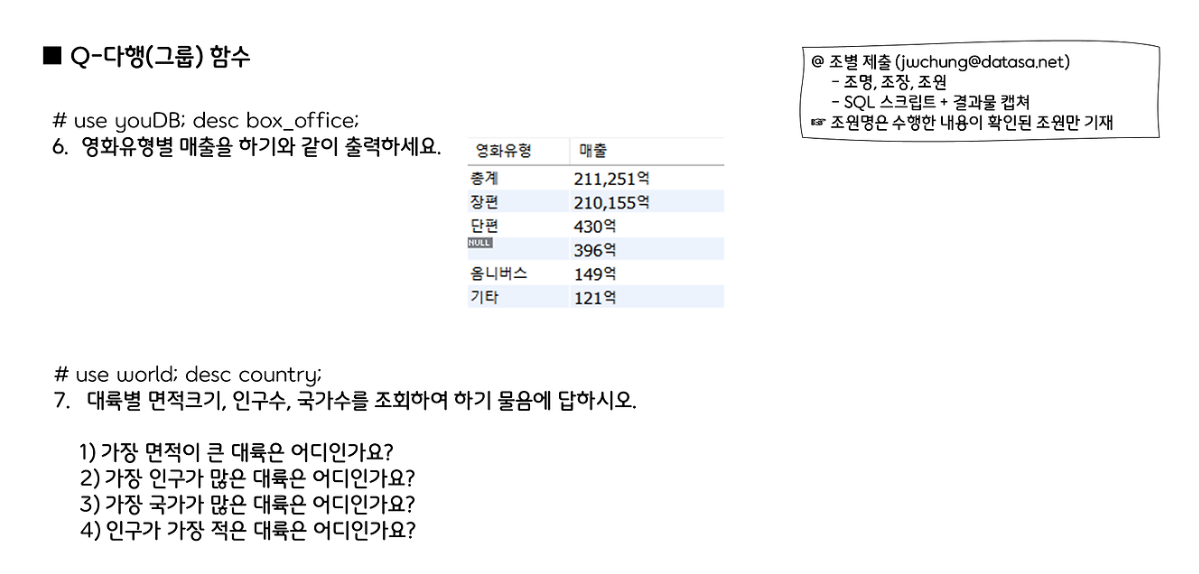 ■ Q-다행(그룹) 함수
@ 조별 제출 (jwchung@datasa.net)
- 조명, 조장, 조원
- SQL 스크립트 + 결과물 캡쳐
☞ 조원명은 수행한 내용이 확인된 조원만 기재
# use youDB; desc box_office;
6. 영화유형별 매출을 하기와 같이 출력하세요.
영화유형 매출
총계 211,251억
장편 210,155억
단편 430억
NULL 396억
옴니버스 149억
기타 121억
# use world; desc country;
7. 대륙별 면적크기, 인구수, 국가수를 조회하여 하기 물음에 답하시오.
1) 가장 면적이 큰 대륙은 어디인가요?
2) 가장 인구가 많은 대륙은 어디인가요?
3) 가장 국가가 많은 대륙은 어디인가요?
4) 인구가 가장 적은 대륙은 어디인가요?